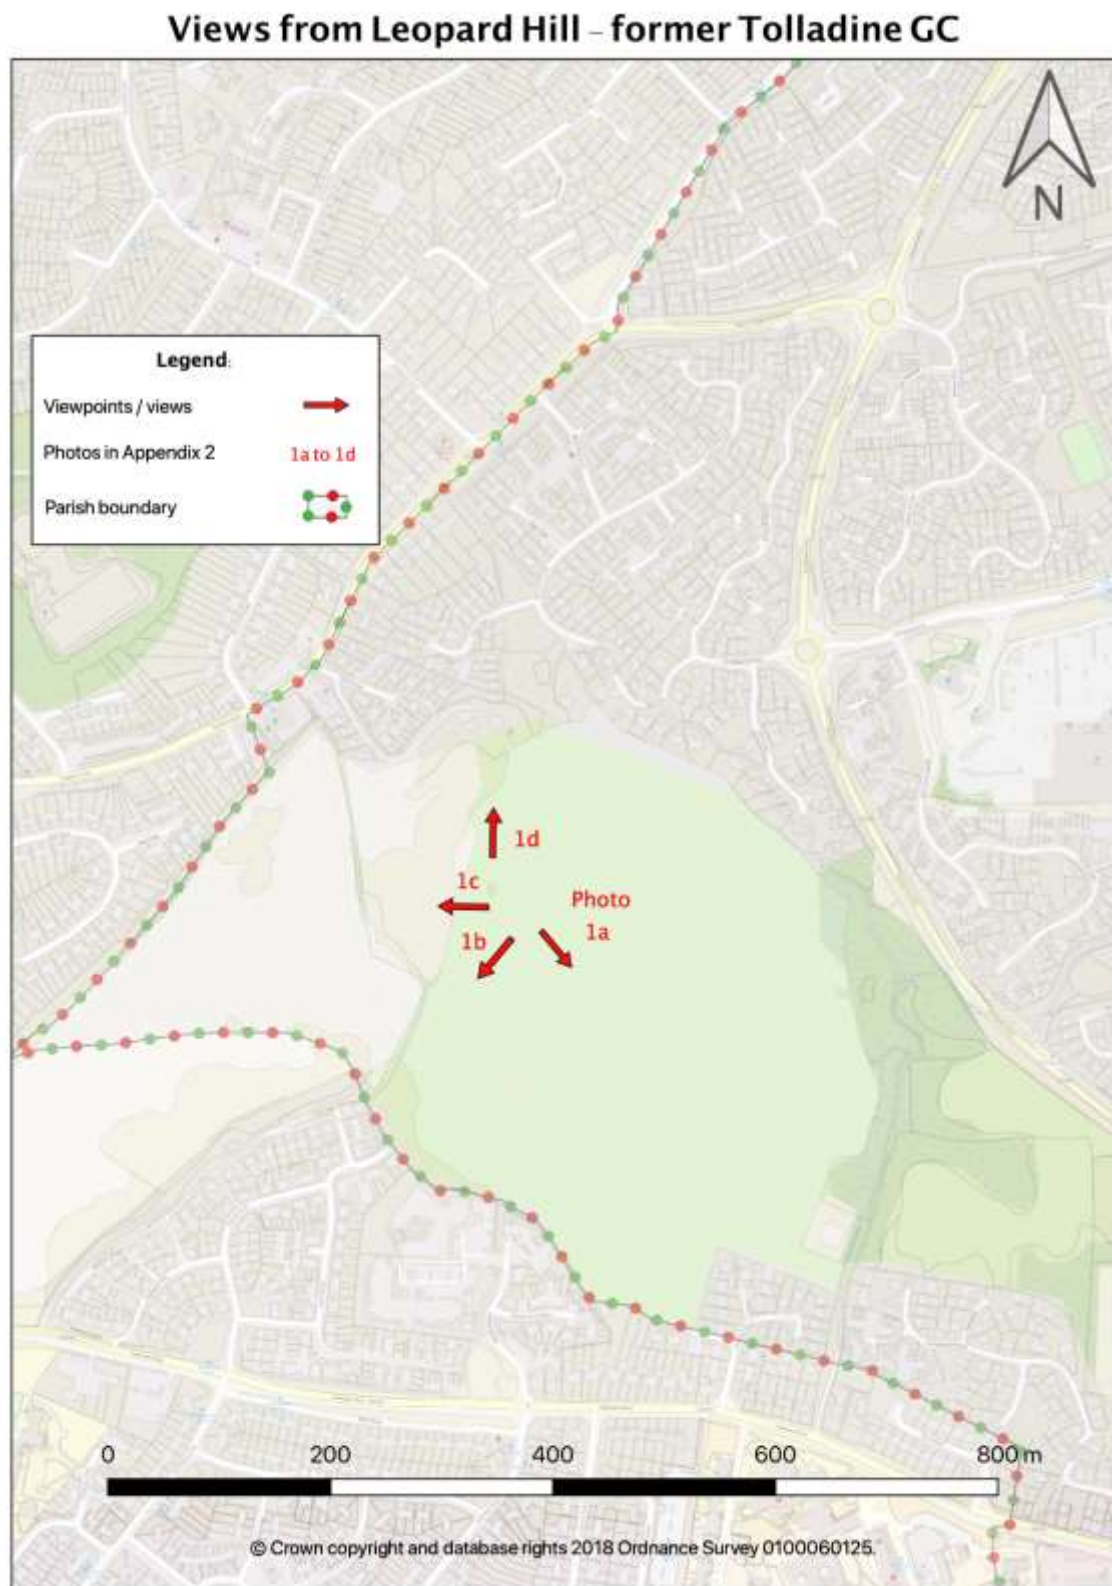 Views from Leopard Hill – former Tolladine GC
N
Legend:
Viewpoints / views
Photos in Appendix 2
1a to 1d
Parish boundary
1d
1c
Photo
1a
1b
0
200
400
600
800 m
© Crown copyright and database rights 2018 Ordnance Survey 0100060125.